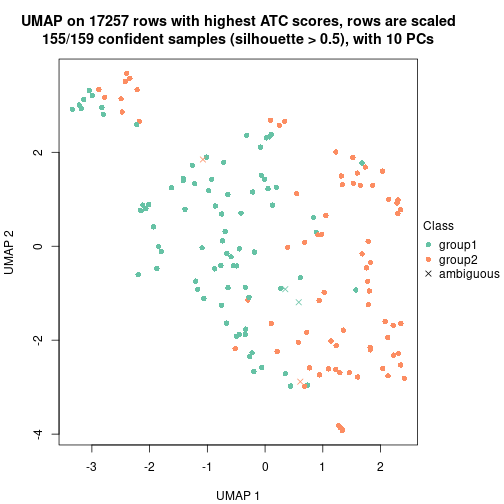 UMAP on 17257 rows with highest ATC scores, rows are scaled
155/159 confident samples (silhouette > 0.5), with 10 PCs
2
0
-2
-4
UMAP 2
-3
-2
-1
0
1
2
UMAP 1
Class
group1
group2
ambiguous